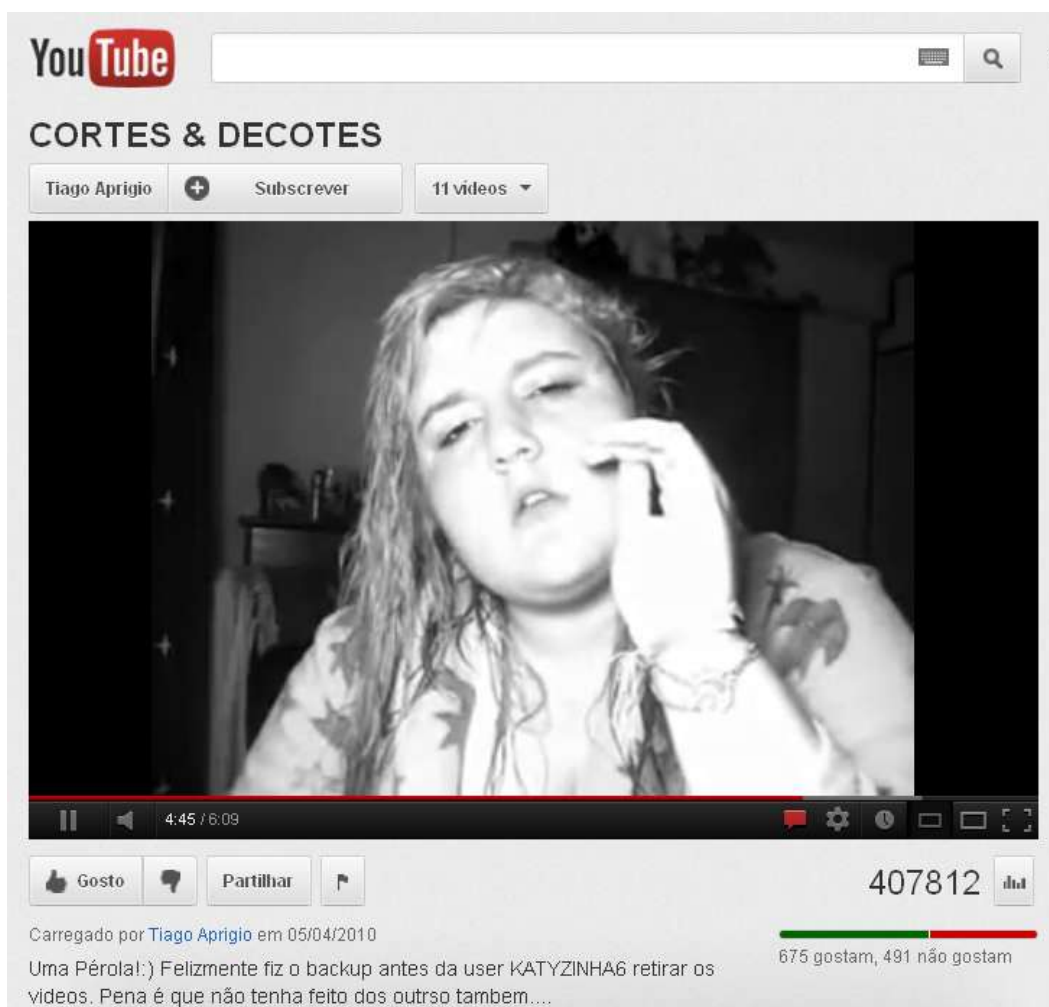 YouTube
CORTES & DECOTES
Tiago Aprigio Subscrever 11 vídeos
4:45 / 6:09
Gosto Partilhar 407812
Carregado por Tiago Aprigio em 05/04/2010
675 gostam, 491 não gostam
Uma Pérola!:) Felizmente fiz o backup antes da user KATYZINHA6 retirar os
videos. Pena é que não tenha feito dos outrso tambem....